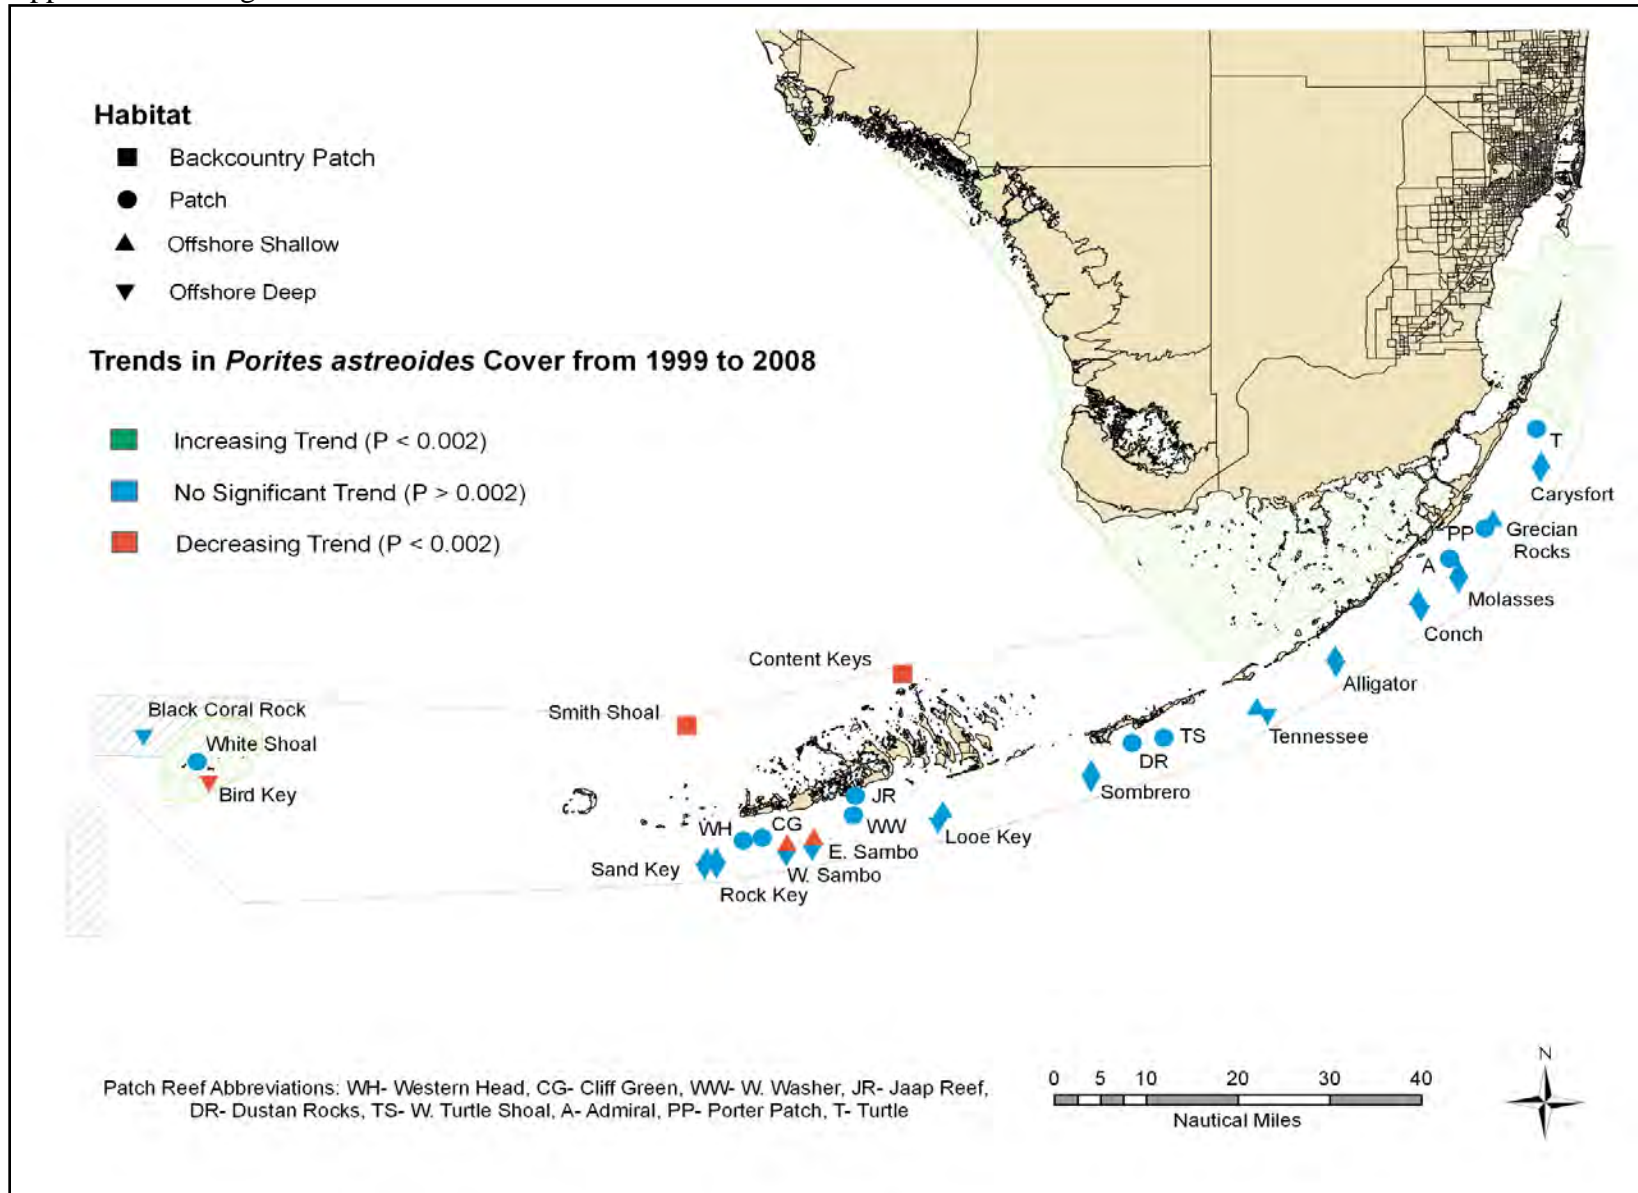 Habitat
Backcountry Patch
Patch
Offshore Shallow
Offshore Deep
Trends in Porites astreoides Cover from 1999 to 2008
Increasing Trend (P < 0.002)
No Significant Trend (P > 0.002)
Decreasing Trend (P < 0.002)
T
Carysfort
PP
Grecian
Rocks
A
Molasses
Conch
Content Keys
Alligator
Smith Shoal
Black Coral Rock
White Shoal
Tennessee
TS
DR
Bird Key
Sombrero
JR
WW
CG
WH
Looe Key
E. Sambo
Sand Key
W. Sambo
Rock Key
N
0 5 10 20 30 40
Nautical Miles
Patch Reef Abbreviations: WH- Western Head, CG- Cliff Green, WW- W. Washer, JR- Jaap Reef,
DR- Dustan Rocks, TS- W. Turtle Shoal, A- Admiral, PP- Porter Patch, T- Turtle